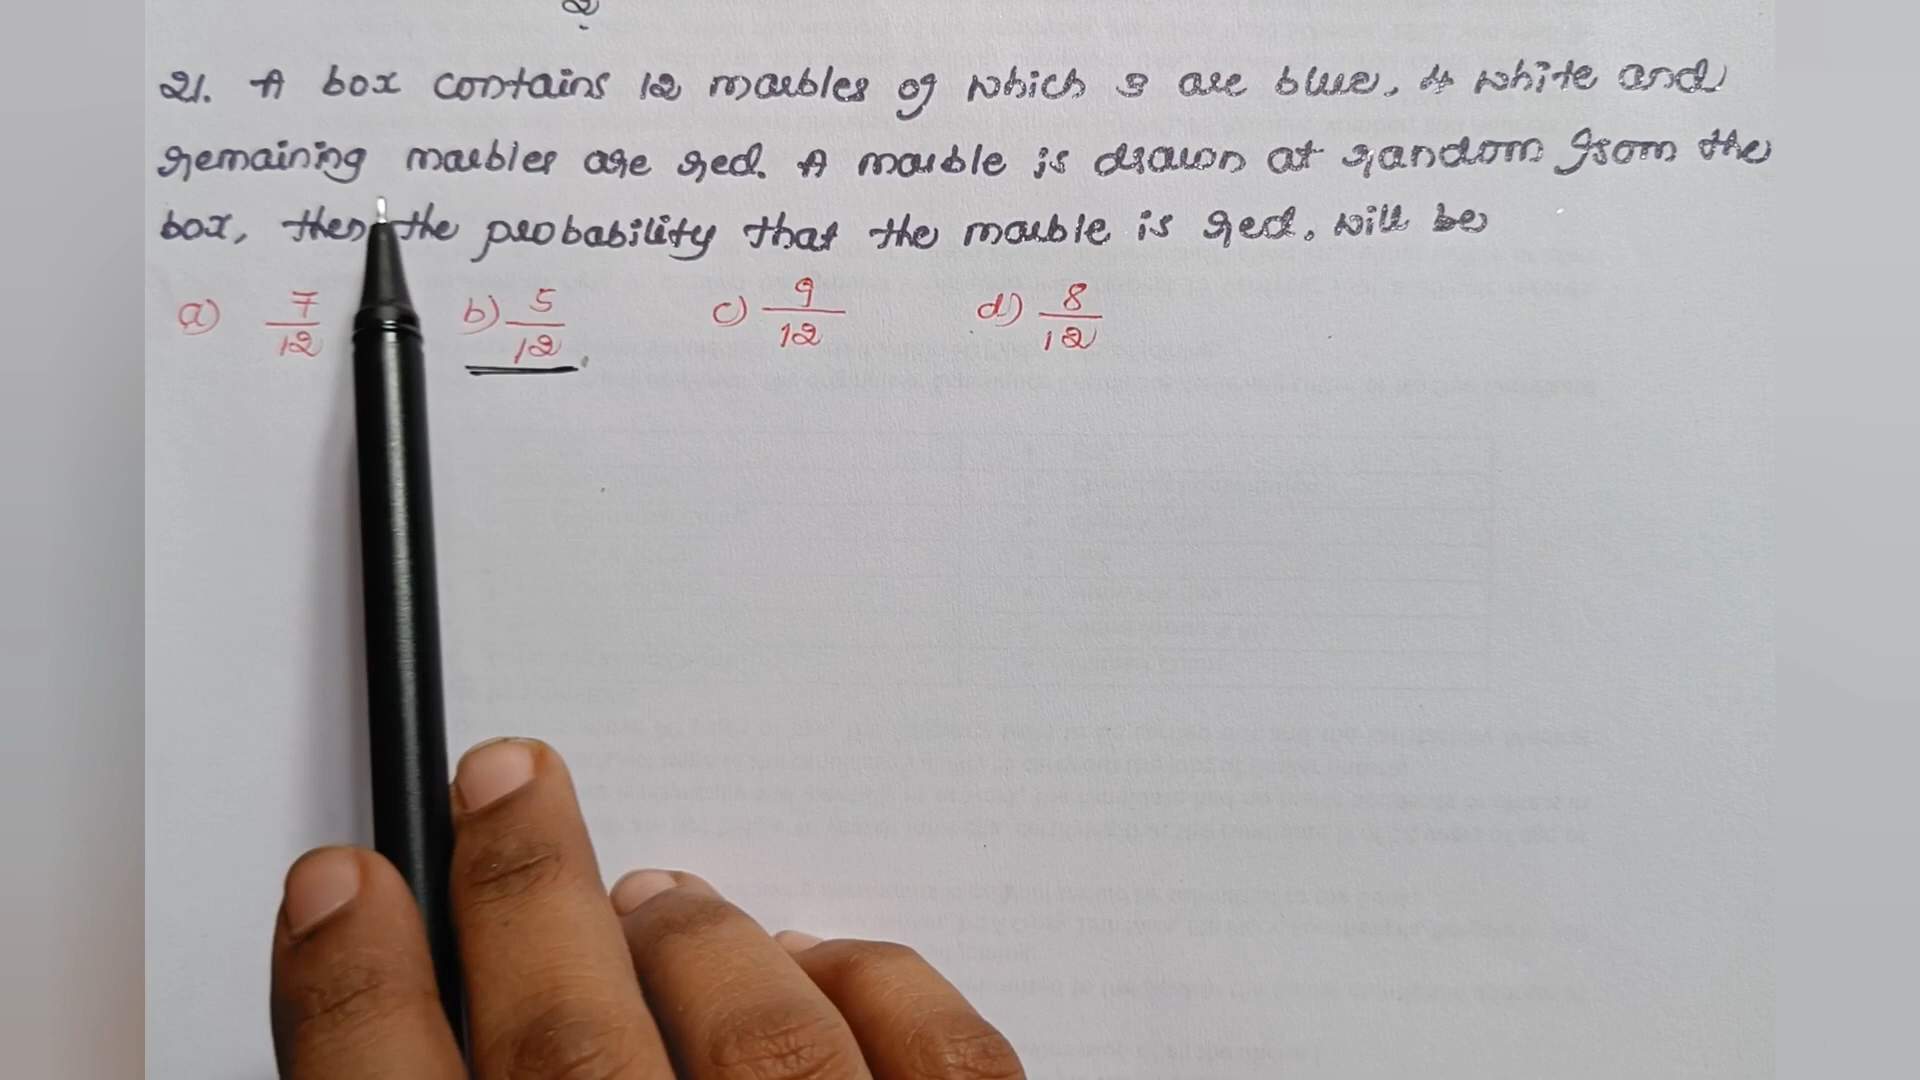 21. A box contains 12 marbles of which 3 are blue, 4 white and
remaining marbles are red. A marble is drawn at random from the
box, then the probability that the marble is red. will be
a) 7/12 b) 5/12 c) 9/12 d) 8/12